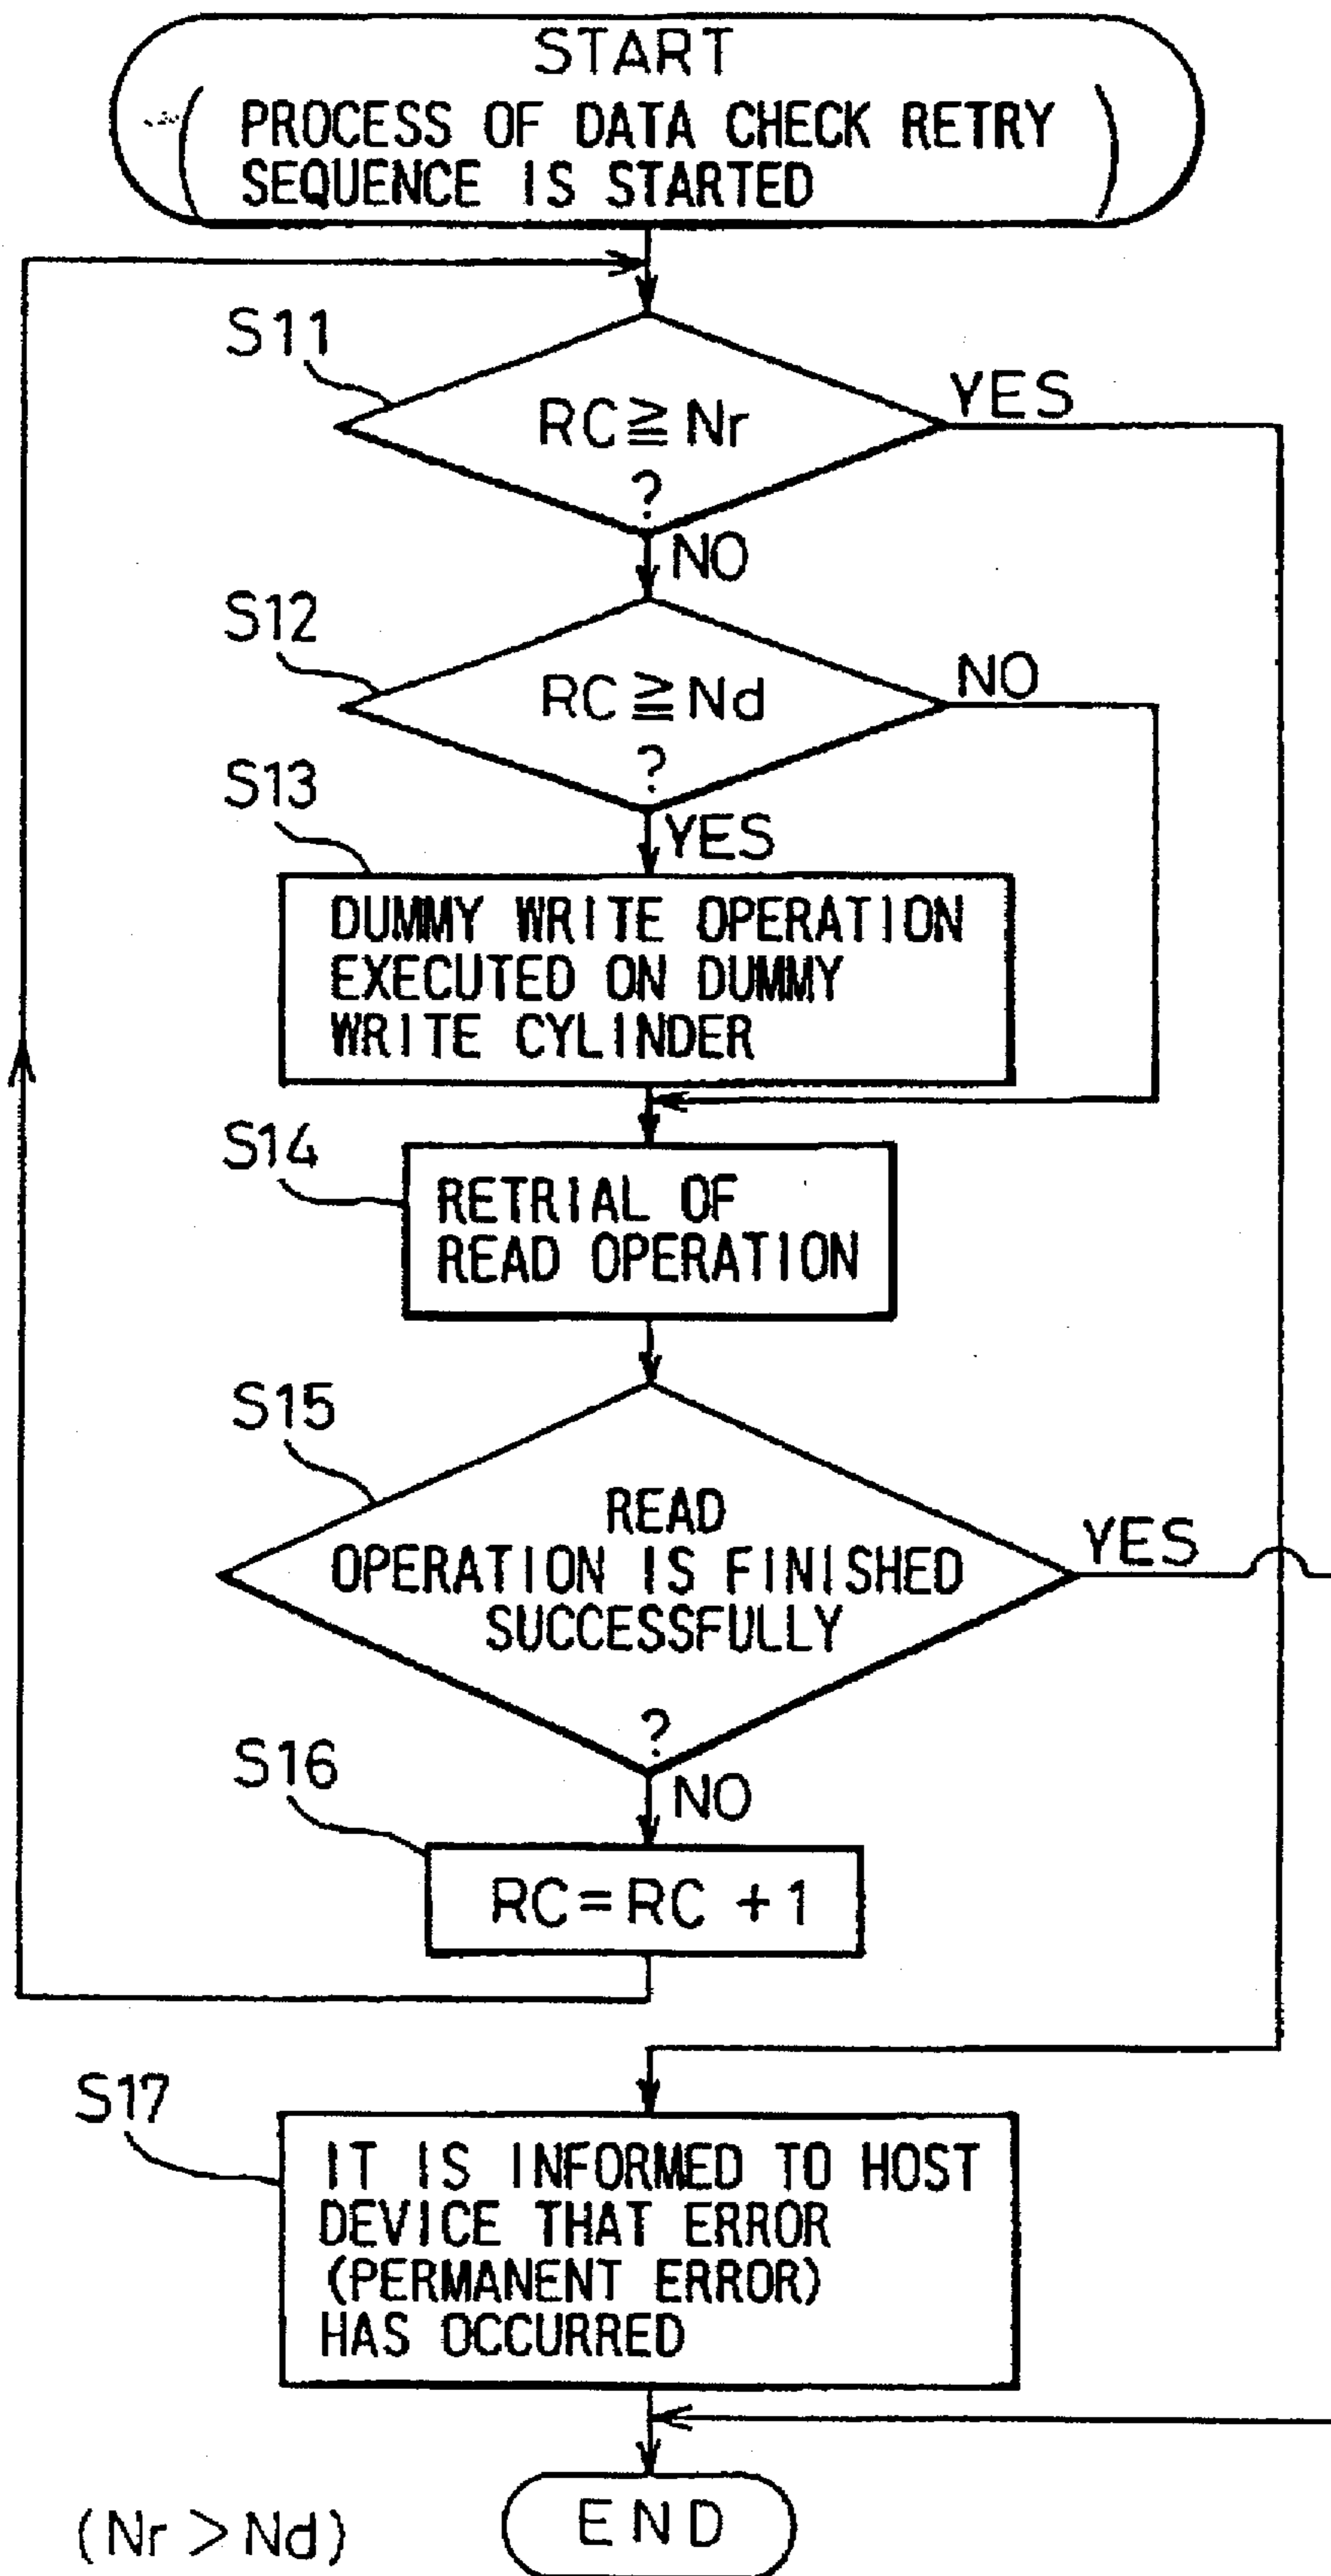 START
( PROCESS OF DATA CHECK RETRY
SEQUENCE IS STARTED )
S11
RC≧Nr
?
YES
NO
S12
RC≧Nd
?
NO
YES
S13
DUMMY WRITE OPERATION
EXECUTED ON DUMMY
WRITE CYLINDER
S14
RETRIAL OF
READ OPERATION
S15
READ
OPERATION IS FINISHED
SUCCESSFULLY
?
YES
NO
S16
RC=RC +1
S17
IT IS INFORMED TO HOST
DEVICE THAT ERROR
(PERMANENT ERROR)
HAS OCCURRED
(Nr > Nd)
END